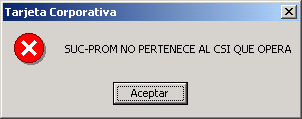 Tarjeta Corporativa
SUC-PROM NO PERTENECE AL CSI QUE OPERA
Aceptar